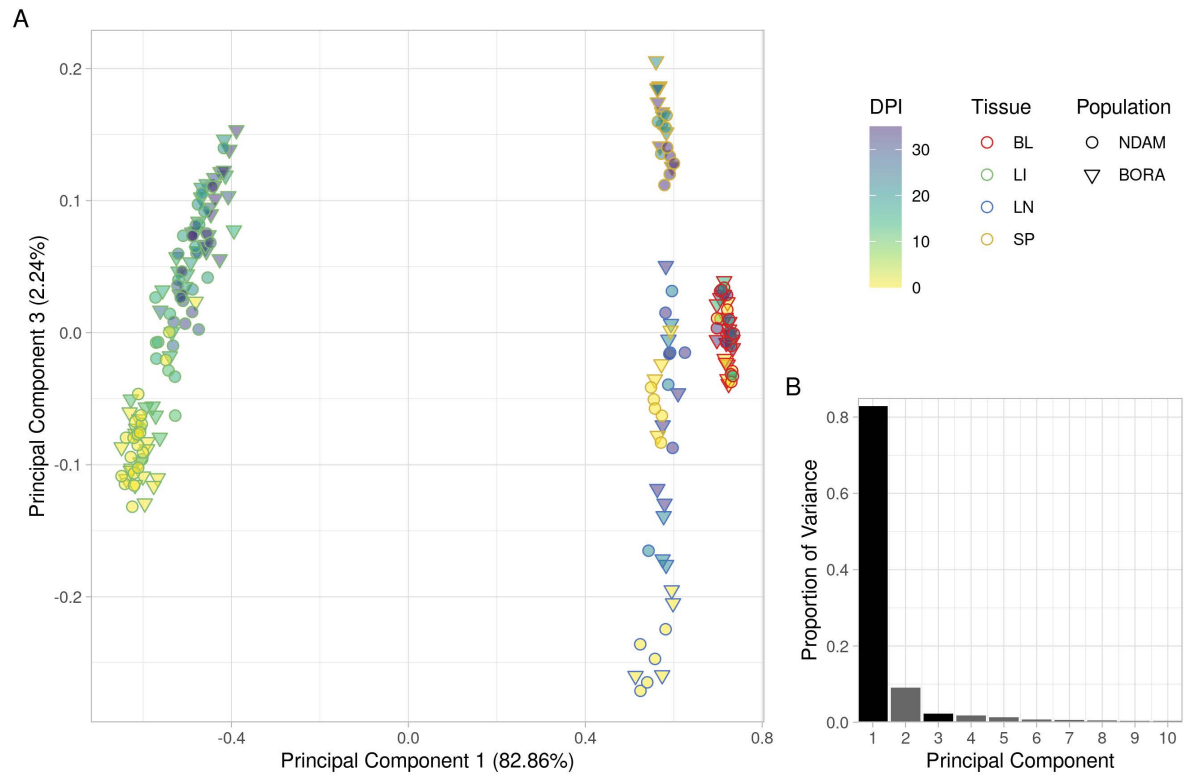 A
0.2
0.1
0.0
-0.1
-0.2
Principal Component 3 (2.24%)
-0.4
0.0
0.4
0.8
Principal Component 1 (82.86%)
DPI
30
20
10
0
Tissue
BL
LI
LN
SP
Population
NDAM
BORA
B
0.8
0.6
0.4
0.2
0.0
Proportion of Variance
1 2 3 4 5 6 7 8 9 10
Principal Component